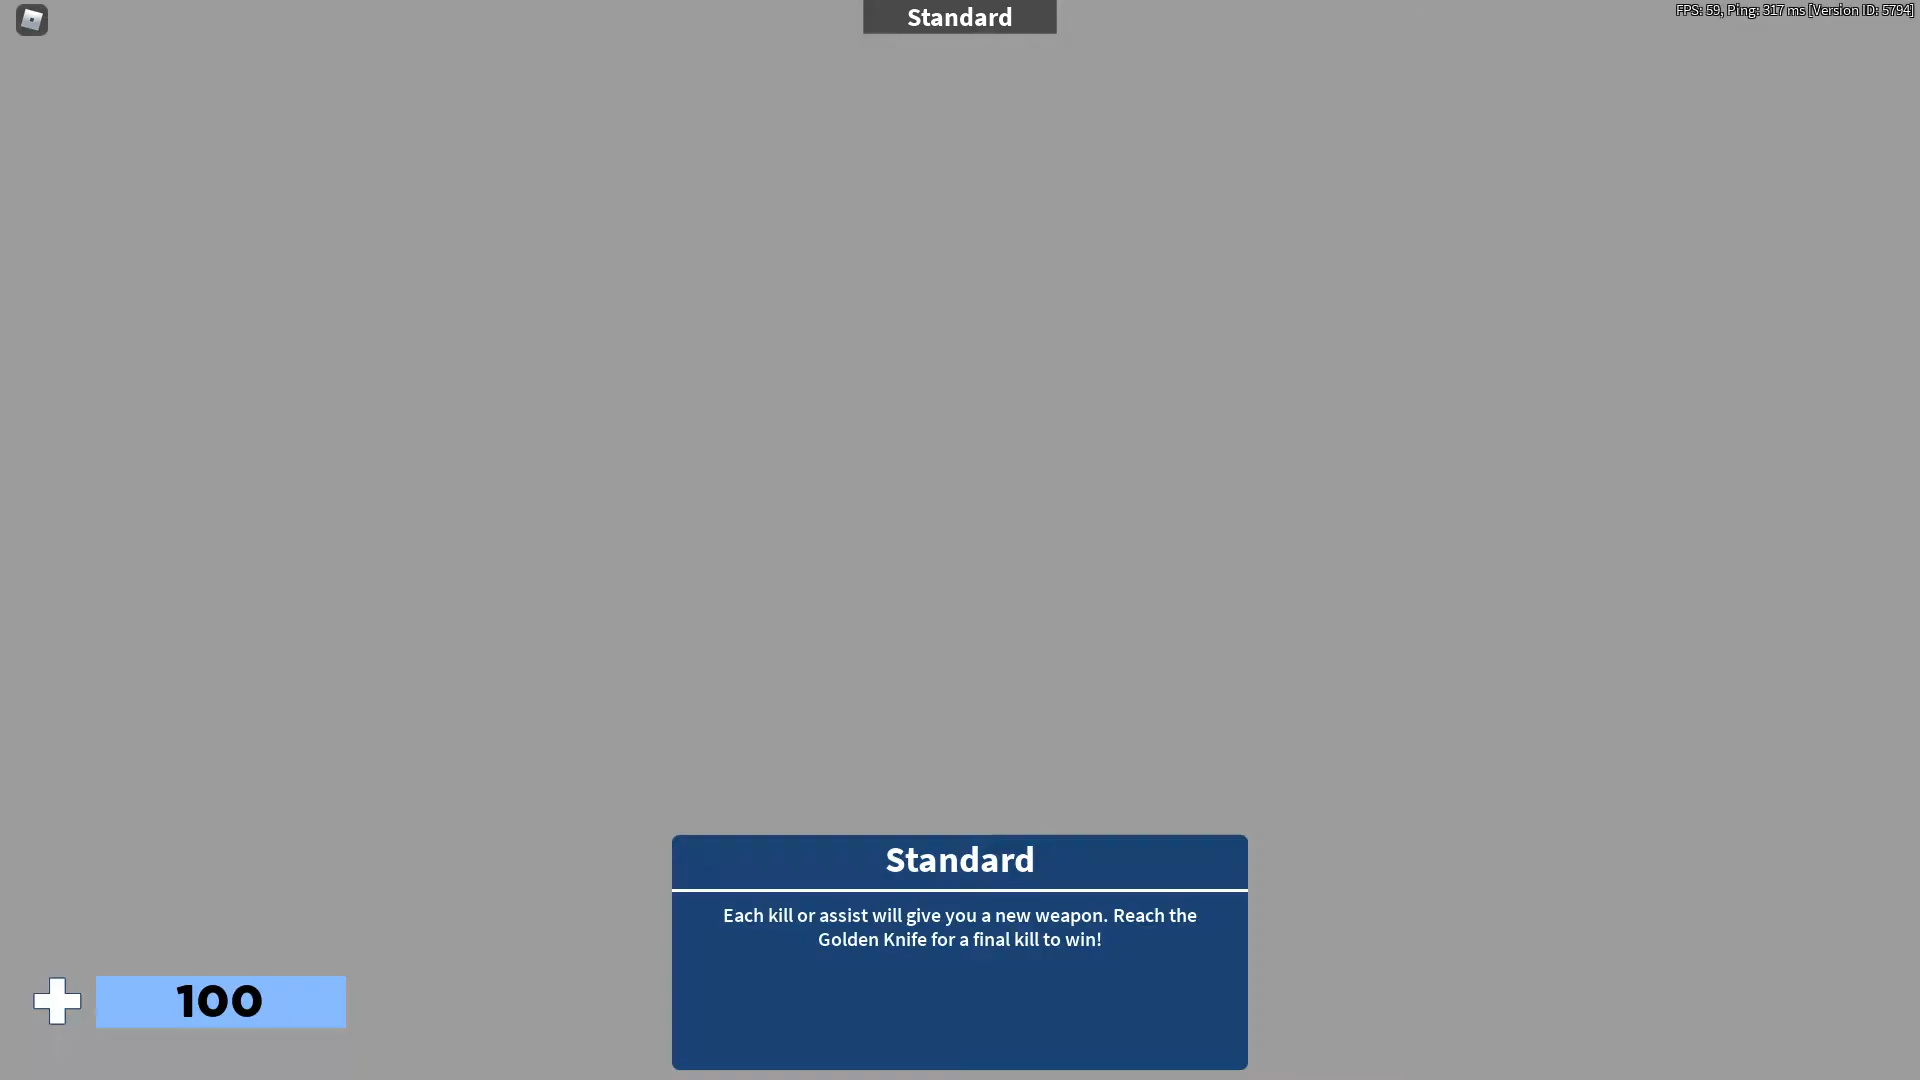 Standard
FPS: 59, Ping: 317 ms [Version ID: 5794]
Standard
Each kill or assist will give you a new weapon. Reach the
Golden Knife for a final kill to win!
100